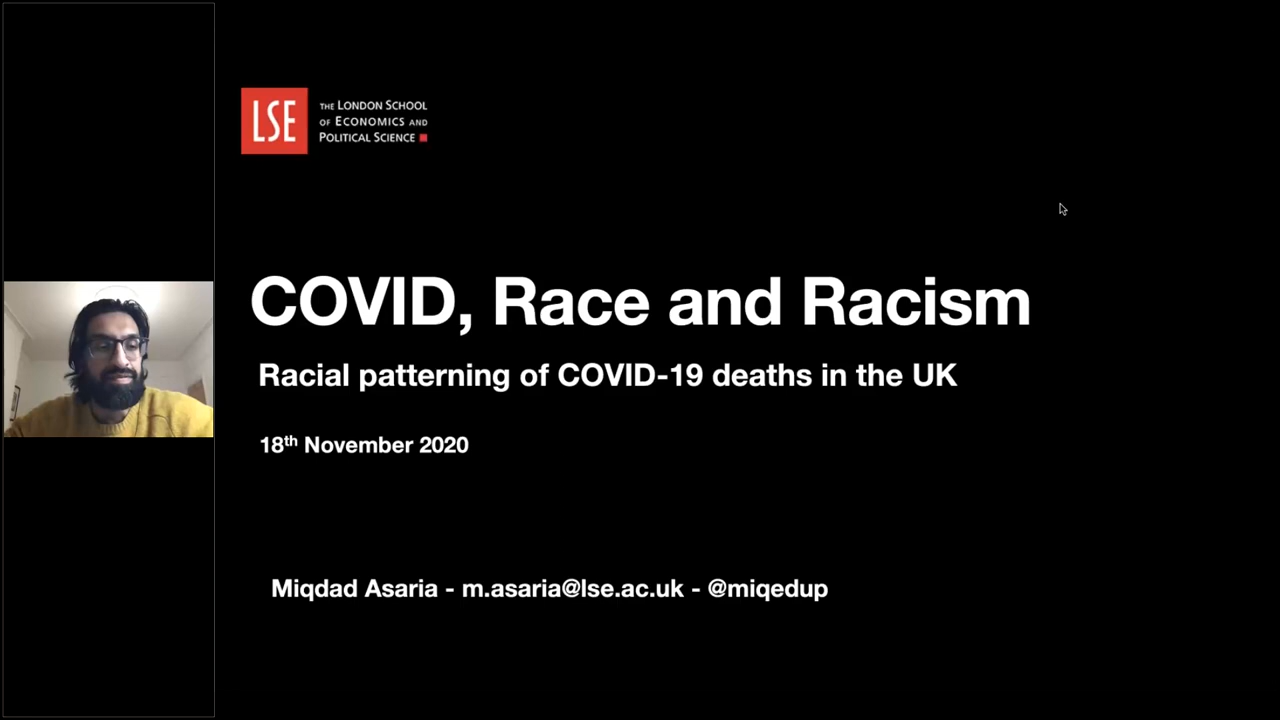 LSE
THE LONDON SCHOOL
OF ECONOMICS AND
POLITICAL SCIENCE
COVID, Race and Racism
Racial patterning of COVID-19 deaths in the UK
18th November 2020
Miqdad Asaria - m.asaria@lse.ac.uk - @miqedup